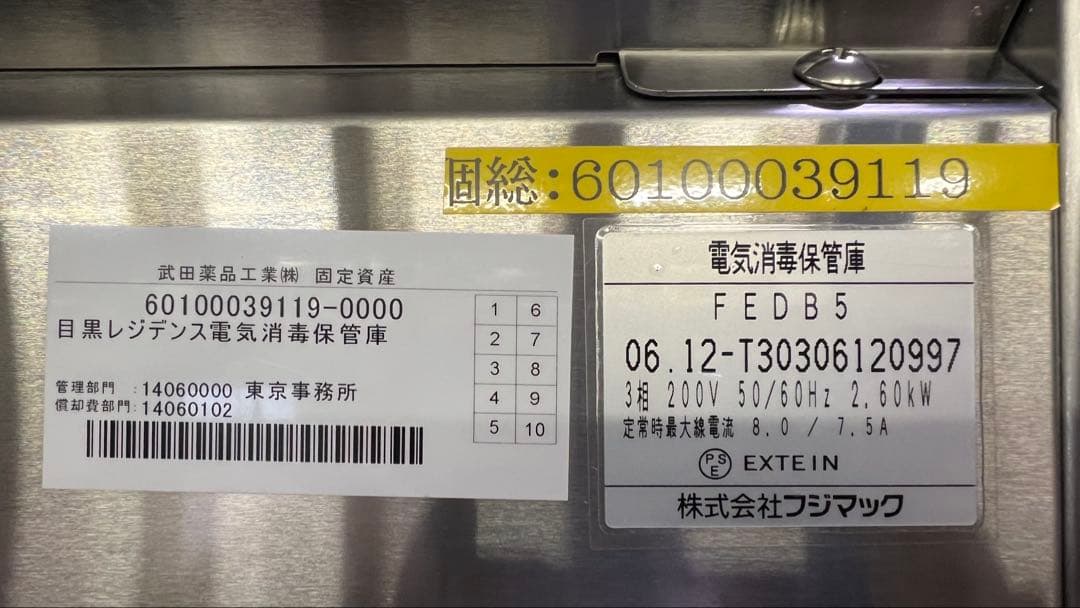 固総:60100039119
武田薬品工業㈱ 固定資産
60100039119-0000
目黒レジデンス電気消毒保管庫
管理部門 :14060000 東京事務所
償却費部門:14060102
1 6
2 7
3 8
4 9
5 10
電気消毒保管庫
FEDB5
06.12-T30306120997
3相 200V 50/60Hz 2.60kW
定常時最大線電流 8.0 / 7.5A
PSE EXTEIN
株式会社フジマック